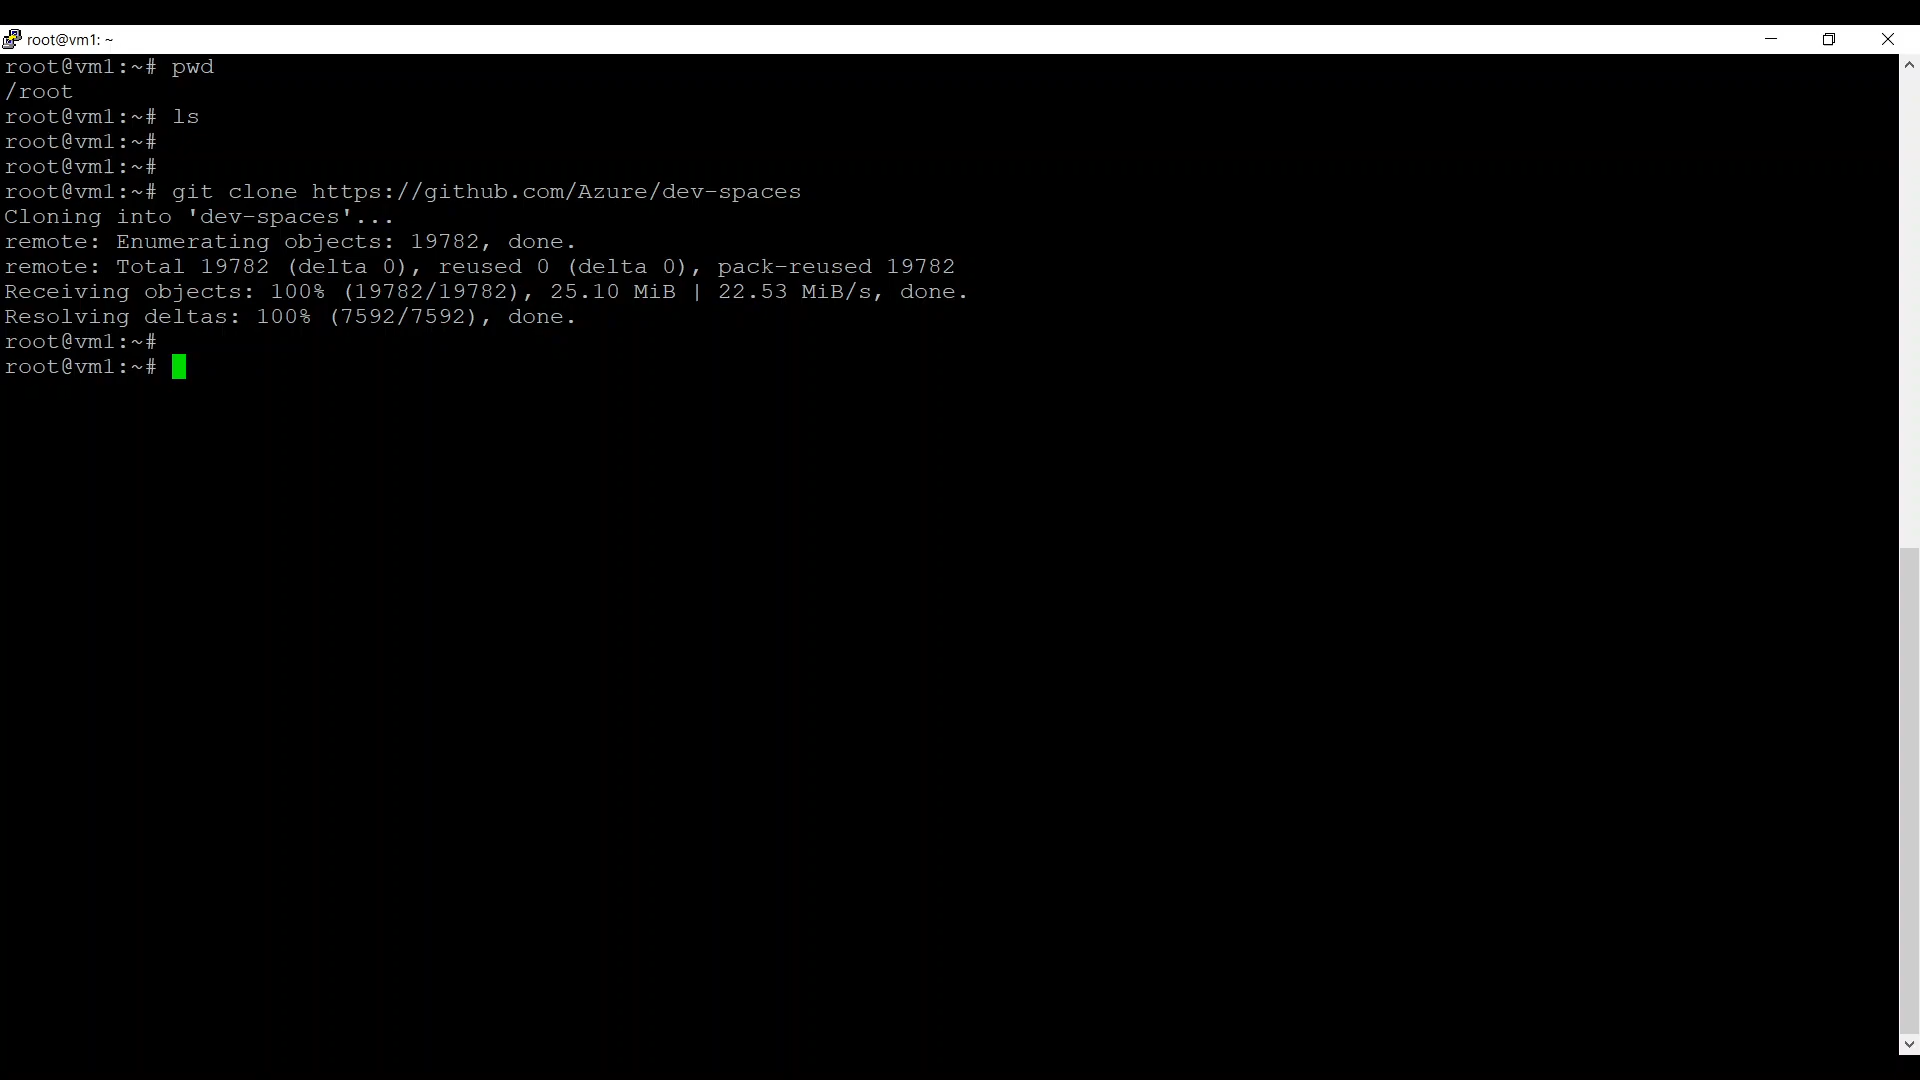 root@vm1: ~
root@vm1:~# pwd
/root
root@vm1:~# ls
root@vm1:~#
root@vm1:~#
root@vm1:~# git clone https://github.com/Azure/dev-spaces
Cloning into 'dev-spaces'...
remote: Enumerating objects: 19782, done.
remote: Total 19782 (delta 0), reused 0 (delta 0), pack-reused 19782
Receiving objects: 100% (19782/19782), 25.10 MiB | 22.53 MiB/s, done.
Resolving deltas: 100% (7592/7592), done.
root@vm1:~#
root@vm1:~#